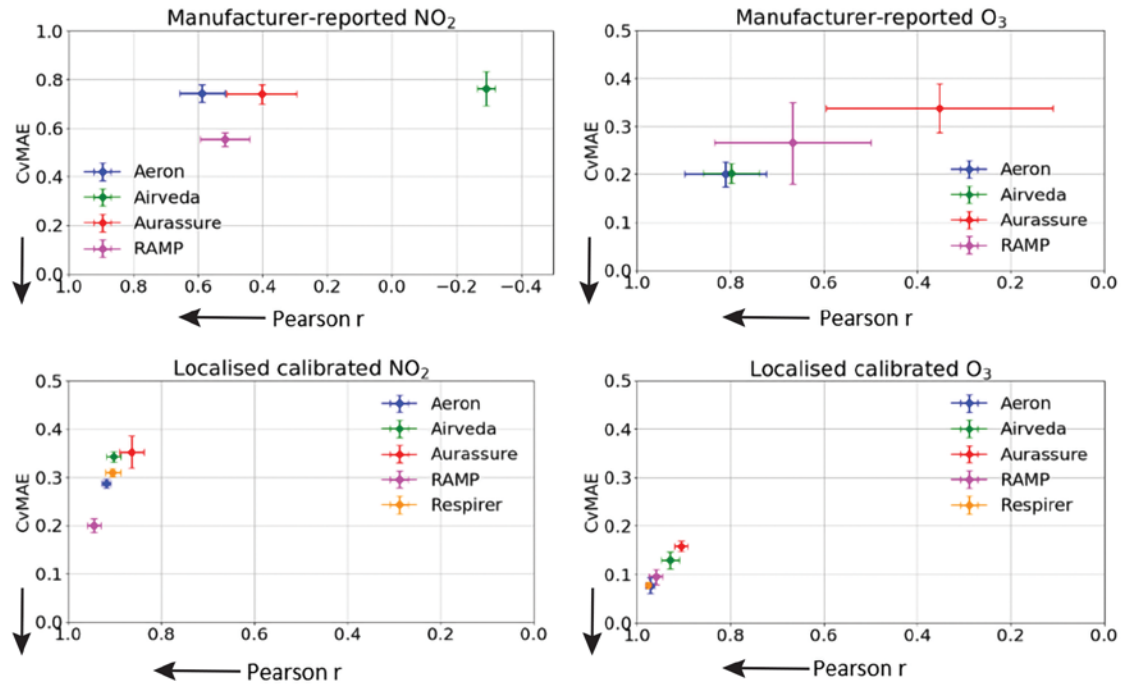 Manufacturer-reported NO₂
1.0
0.8
0.6
0.4
0.2
0.0
CvMAE
Aeron
Airveda
Aurassure
RAMP
1.0 0.8 0.6 0.4 0.2 0.0 −0.2 −0.4
Pearson r
Manufacturer-reported O₃
0.5
0.4
0.3
0.2
0.1
0.0
CvMAE
Aeron
Airveda
Aurassure
RAMP
1.0 0.8 0.6 0.4 0.2 0.0
Pearson r
Localised calibrated NO₂
0.5
0.4
0.3
0.2
0.1
0.0
CvMAE
Aeron
Airveda
Aurassure
RAMP
Respirer
1.0 0.8 0.6 0.4 0.2 0.0
Pearson r
Localised calibrated O₃
0.5
0.4
0.3
0.2
0.1
0.0
CvMAE
Aeron
Airveda
Aurassure
RAMP
Respirer
1.0 0.8 0.6 0.4 0.2 0.0
Pearson r